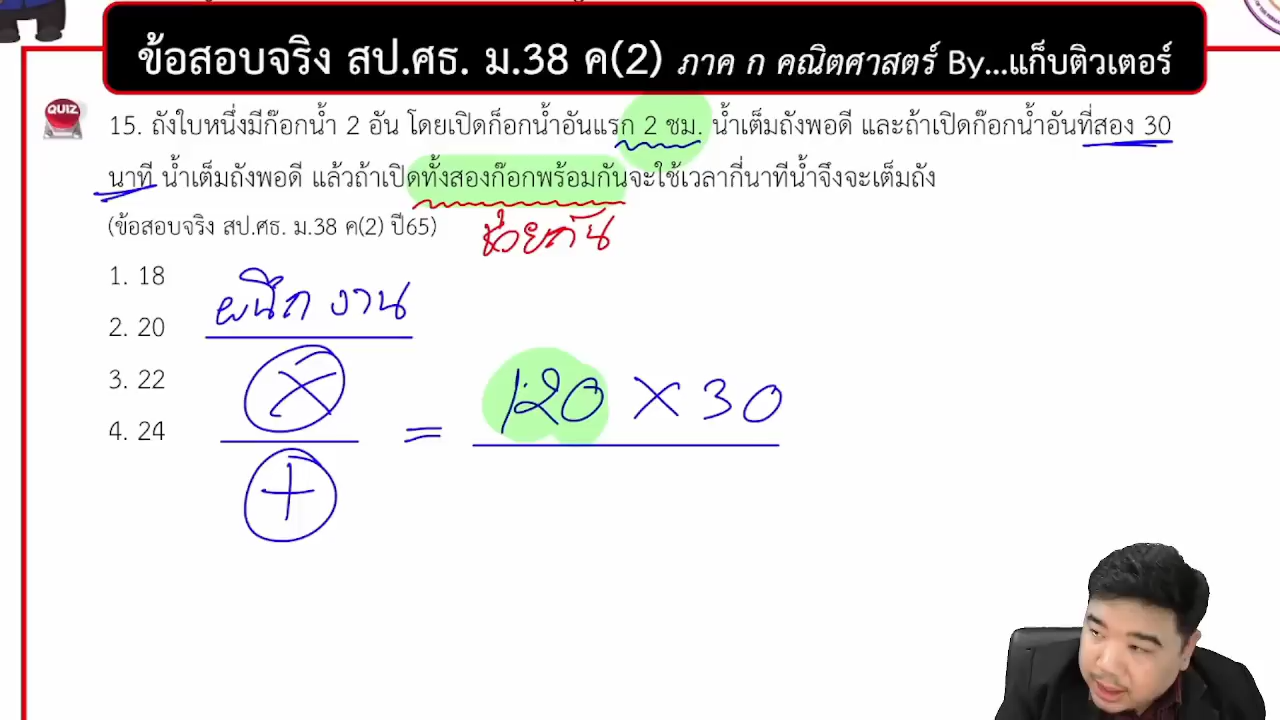 ข้อสอบจริง สป.ศธ. ม.38 ค(2) ภาค ก คณิตศาสตร์ By...แก็บติวเตอร์
QUIZ
15. ถังใบหนึ่งมีก๊อกน้ำ 2 อัน โดยเปิดก็อกน้ำอันแรก 2 ชม. น้ำเต็มถังพอดี และถ้าเปิดก๊อกน้ำอันที่สอง 30
นาที น้ำเต็มถังพอดี แล้วถ้าเปิดทั้งสองก๊อกพร้อมกันจะใช้เวลากี่นาทีน้ำจึงจะเต็มถัง
(ข้อสอบจริง สป.ศธ. ม.38 ค(2) ปี65)
ช่วยกัน
1. 18
ผนึก งาน
2. 20
3. 22
×
120 × 30
4. 24
=
+